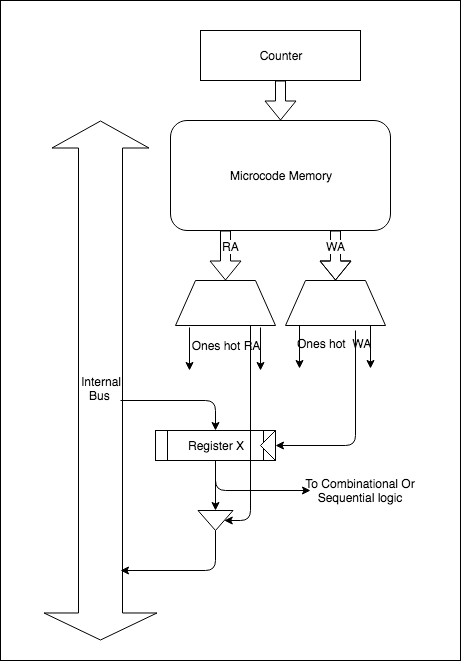 Counter
Microcode Memory
RA
WA
Ones hot RA
Ones hot WA
Internal
Bus
Register X
To Combinational Or
Sequential logic